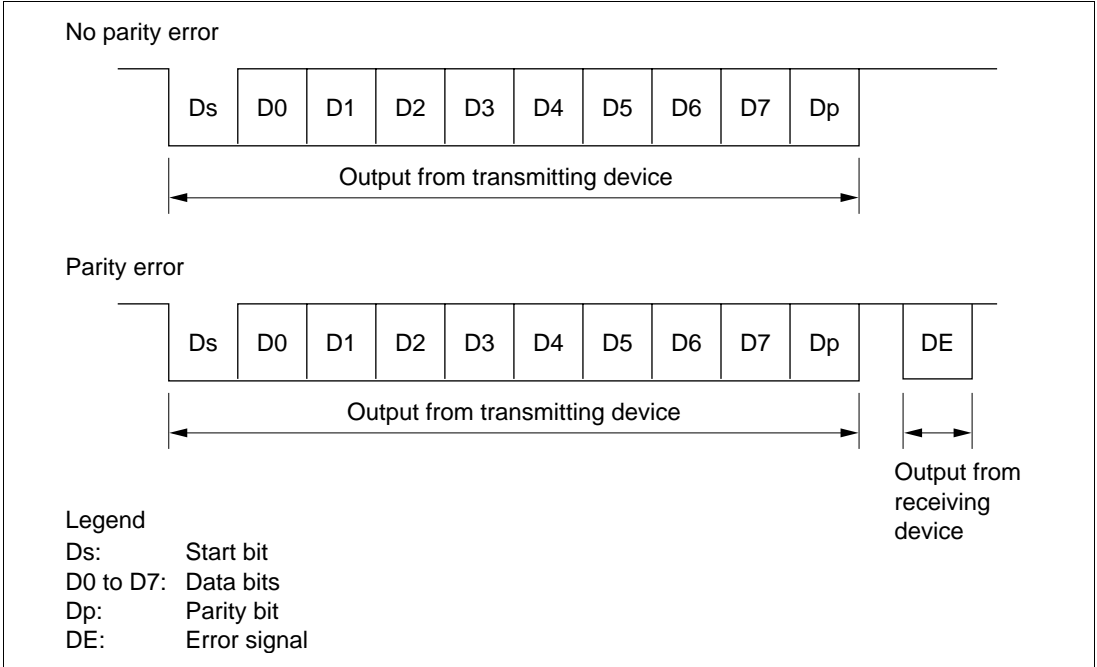 No parity error
Ds D0 D1 D2 D3 D4 D5 D6 D7 Dp
Output from transmitting device
Parity error
Ds D0 D1 D2 D3 D4 D5 D6 D7 Dp DE
Output from transmitting device
Output from
receiving
device
Legend
Ds: Start bit
D0 to D7: Data bits
Dp: Parity bit
DE: Error signal